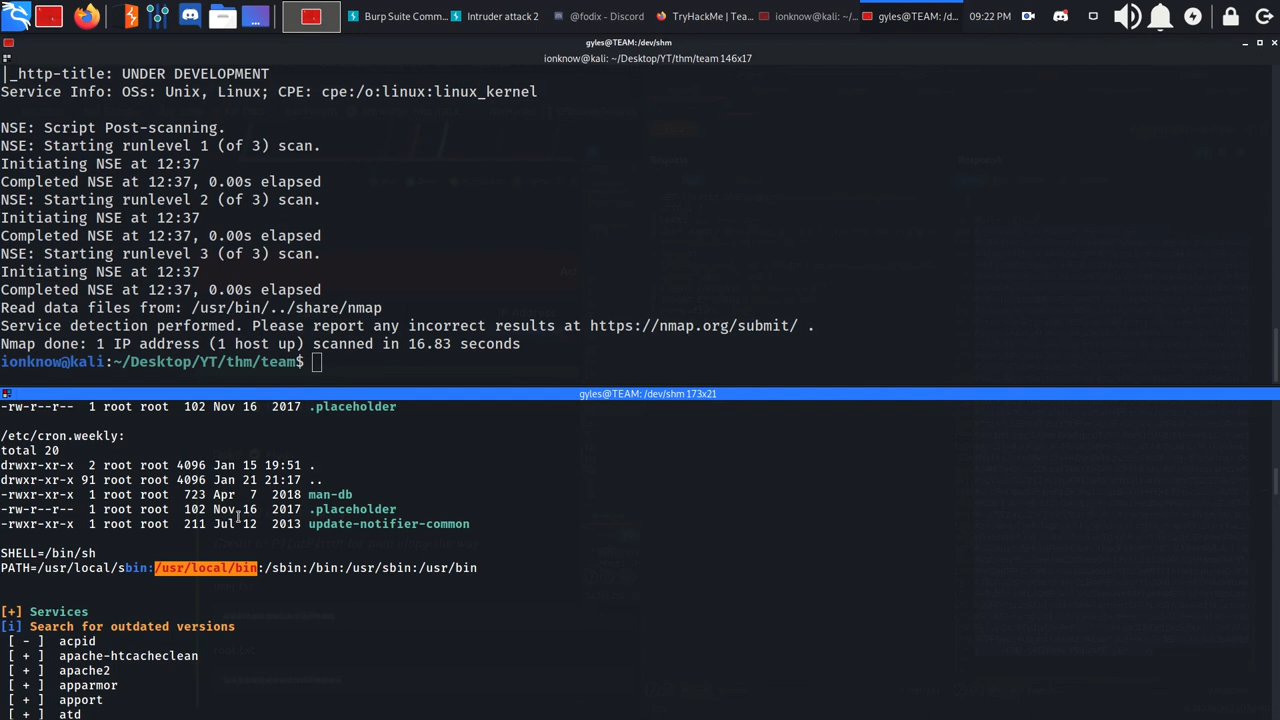 Burp Suite Comm...
Intruder attack 2
@fodix - Discord
TryHackMe | Tea...
ionknow@kali: ~/...
gyles@TEAM: /d...
09:22 PM
gyles@TEAM: /dev/shm
ionknow@kali: ~/Desktop/YT/thm/team 146x17
|_http-title: UNDER DEVELOPMENT
Service Info: OSs: Unix, Linux; CPE: cpe:/o:linux:linux_kernel
NSE: Script Post-scanning.
NSE: Starting runlevel 1 (of 3) scan.
Initiating NSE at 12:37
Completed NSE at 12:37, 0.00s elapsed
NSE: Starting runlevel 2 (of 3) scan.
Initiating NSE at 12:37
Completed NSE at 12:37, 0.00s elapsed
NSE: Starting runlevel 3 (of 3) scan.
Initiating NSE at 12:37
Completed NSE at 12:37, 0.00s elapsed
Read data files from: /usr/bin/../share/nmap
Service detection performed. Please report any incorrect results at https://nmap.org/submit/ .
Nmap done: 1 IP address (1 host up) scanned in 16.83 seconds
ionknow@kali:~/Desktop/YT/thm/team$
gyles@TEAM: /dev/shm 173x21
-rw-r--r--  1 root root  102 Nov 16  2017 .placeholder
/etc/cron.weekly:
total 20
drwxr-xr-x  2 root root 4096 Jan 15 19:51 .
drwxr-xr-x 91 root root 4096 Jan 21 21:17 ..
-rwxr-xr-x  1 root root  723 Apr  7  2018 man-db
-rw-r--r--  1 root root  102 Nov 16  2017 .placeholder
-rwxr-xr-x  1 root root  211 Jul 12  2013 update-notifier-common
SHELL=/bin/sh
PATH=/usr/local/sbin:/usr/local/bin:/sbin:/bin:/usr/sbin:/usr/bin
[+] Services
[i] Search for outdated versions
[ - ]  acpid
[ + ]  apache-htcacheclean
[ + ]  apache2
[ + ]  apparmor
[ + ]  apport
[ + ]  atd